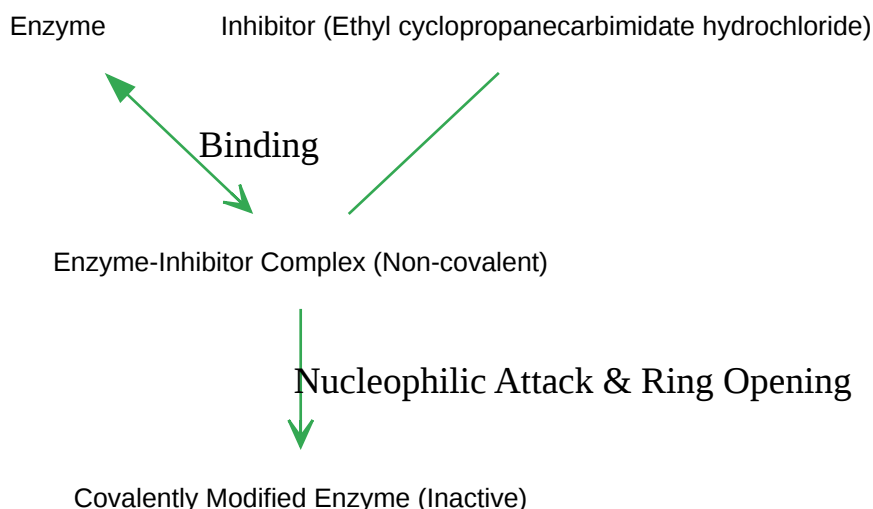 Enzyme
Inhibitor (Ethyl cyclopropanecarbimidate hydrochloride)
Binding
Enzyme-Inhibitor Complex (Non-covalent)
Nucleophilic Attack & Ring Opening
Covalently Modified Enzyme (Inactive)